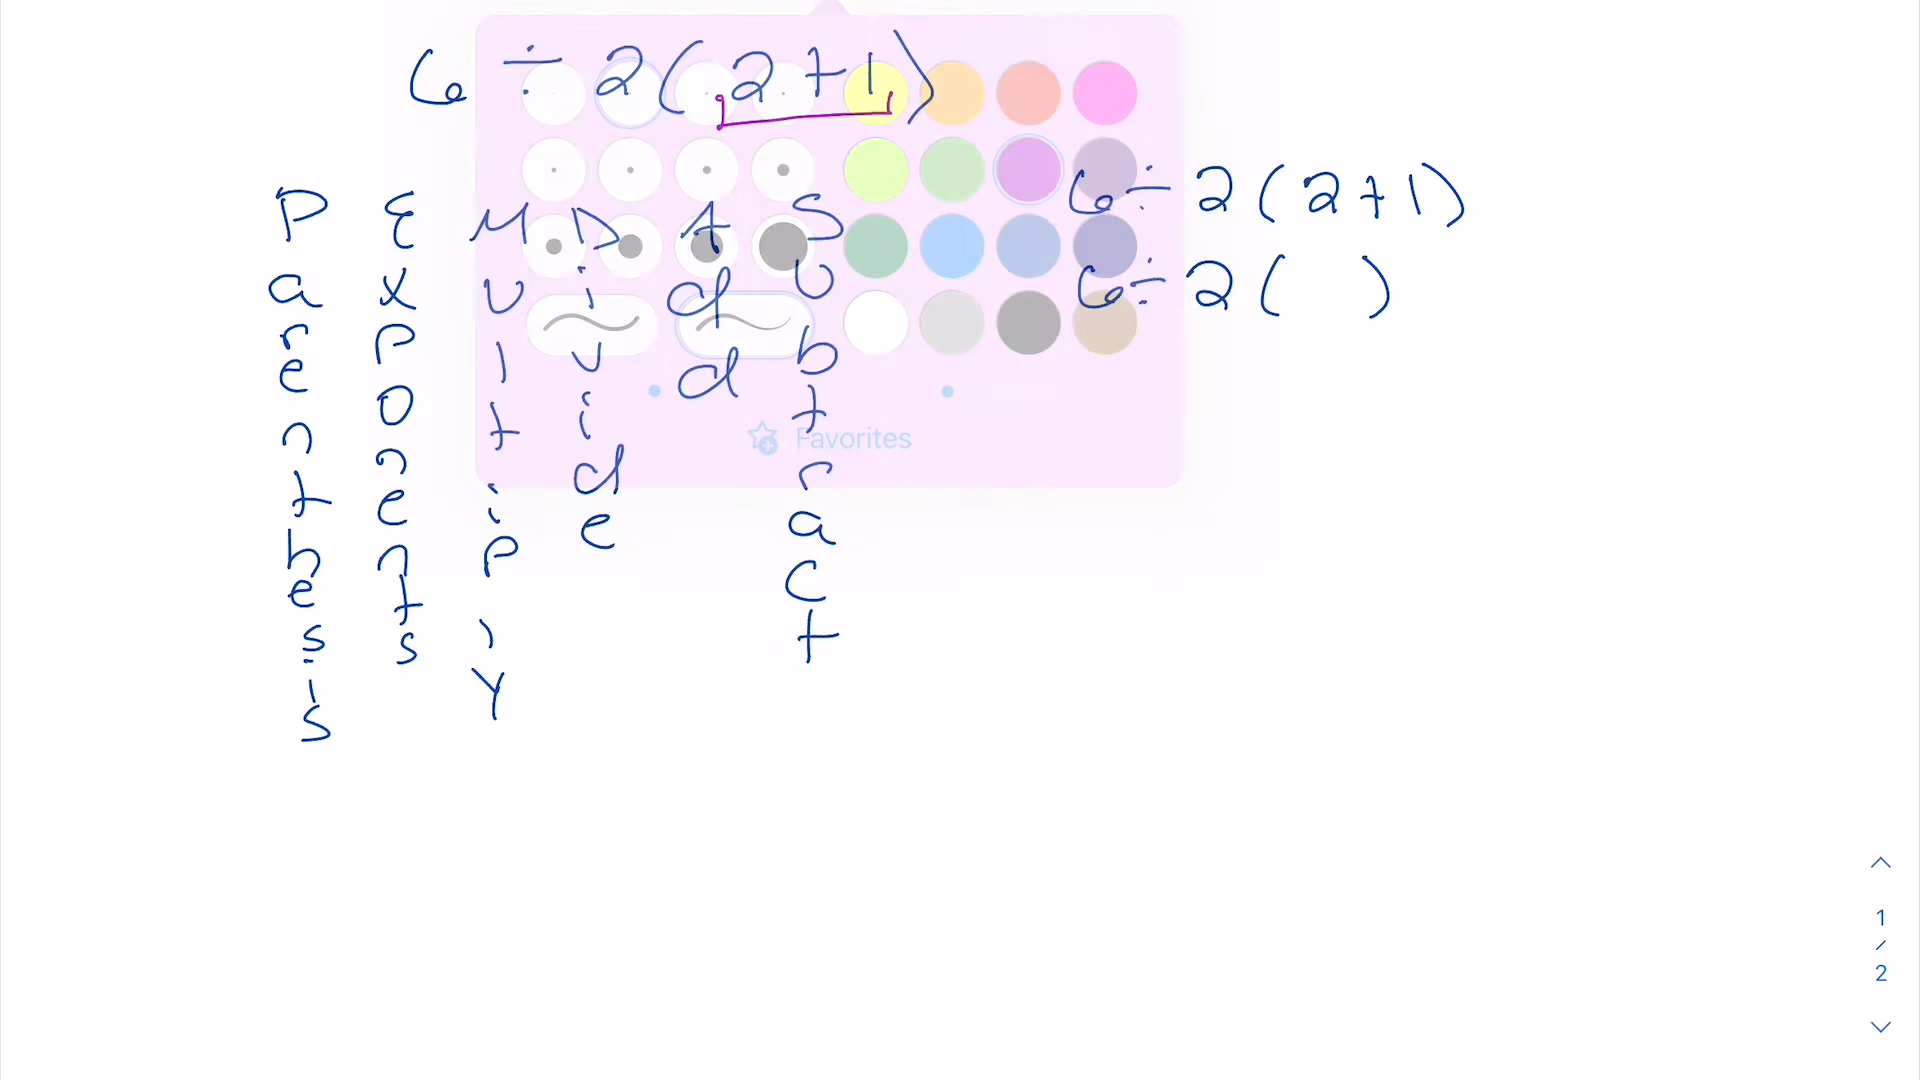 6 ÷ 2(2+1)
6 ÷ 2(2+1)
6 ÷ 2( )
Parenthesis
Exponents
Multiply
Divide
Add
Subtract
Favorites
1
/
2